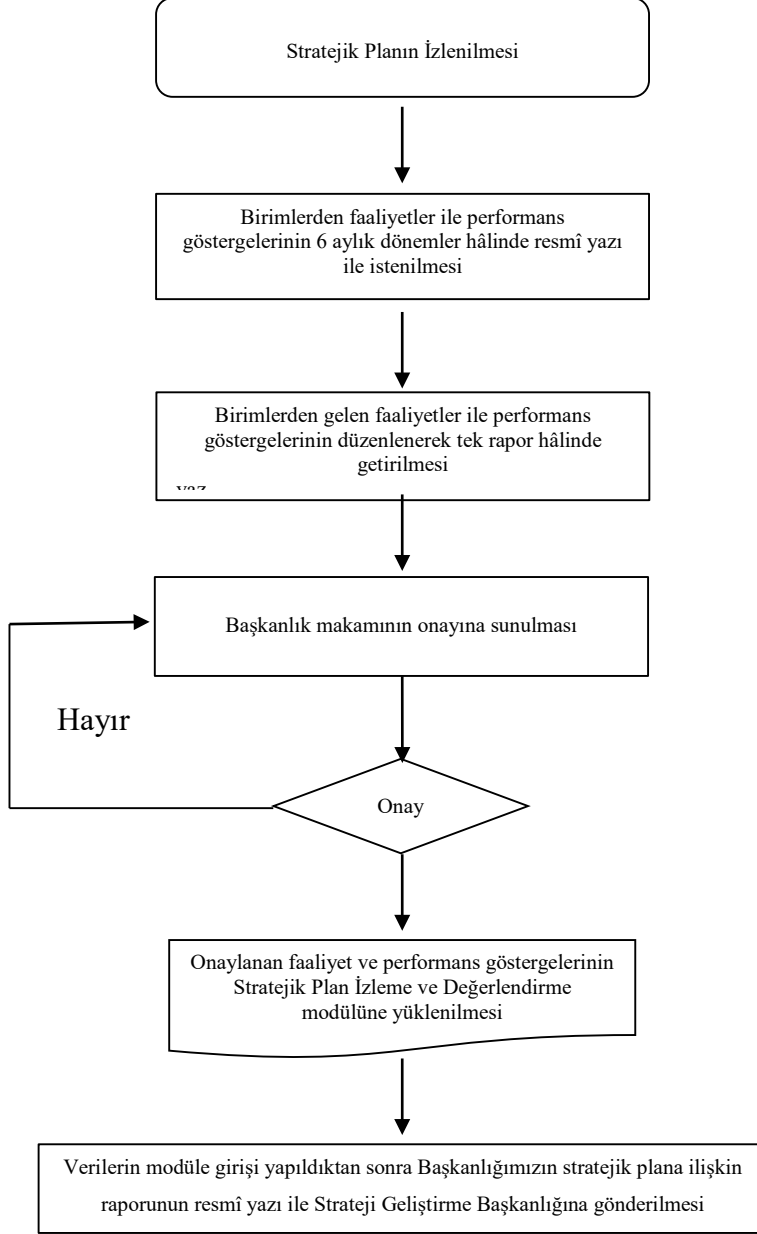 Stratejik Planın İzlenilmesi
Birimlerden faaliyetler ile performans
göstergelerinin 6 aylık dönemler hâlinde resmî yazı
ile istenilmesi
Birimlerden gelen faaliyetler ile performans
göstergelerinin düzenlenerek tek rapor hâlinde
getirilmesi
Başkanlık makamının onayına sunulması
Hayır
Onay
Onaylanan faaliyet ve performans göstergelerinin
Stratejik Plan İzleme ve Değerlendirme
modülüne yüklenilmesi
Verilerin modüle girişi yapıldıktan sonra Başkanlığımızın stratejik plana ilişkin
raporunun resmî yazı ile Strateji Geliştirme Başkanlığına gönderilmesi